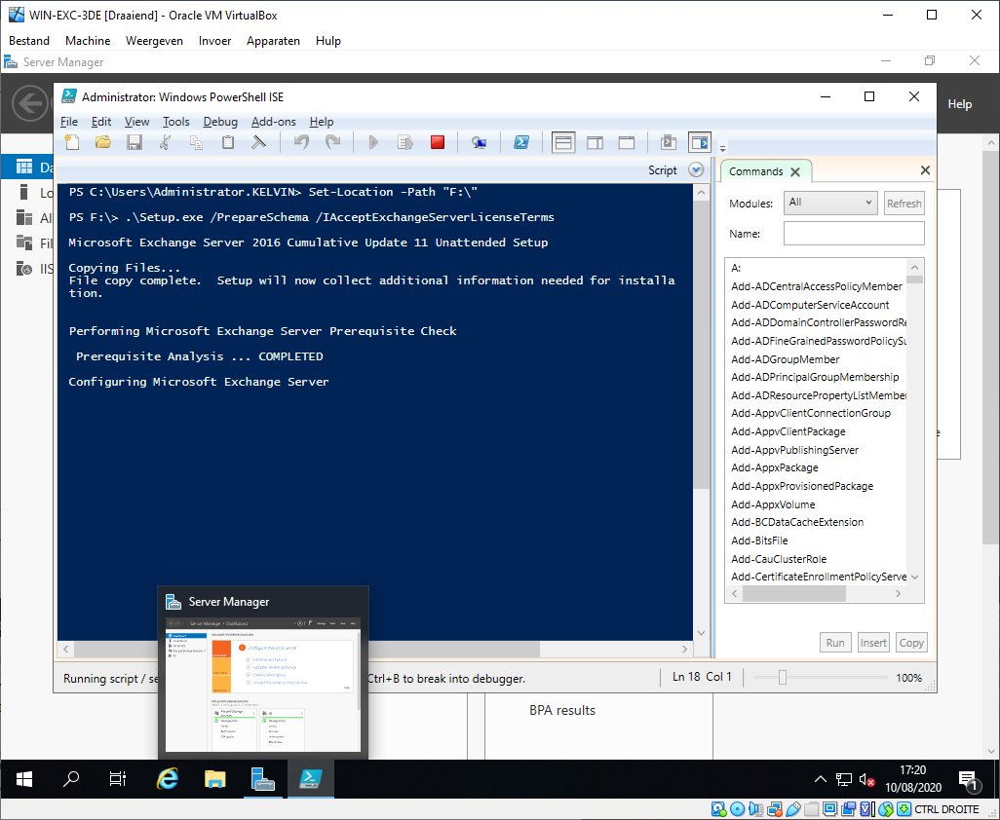 WIN-EXC-3DE [Draaiend] - Oracle VM VirtualBox
Bestand Machine Weergeven Invoer Apparaten Hulp
Server Manager
Help
Administrator: Windows PowerShell ISE
File Edit View Tools Debug Add-ons Help
Script
PS C:\Users\Administrator.KELVIN> Set-Location -Path "F:\"
PS F:\> .\Setup.exe /PrepareSchema /IAcceptExchangeServerLicenseTerms
Microsoft Exchange Server 2016 Cumulative Update 11 Unattended Setup
Copying Files...
File copy complete.  Setup will now collect additional information needed for installa
tion.
Performing Microsoft Exchange Server Prerequisite Check
Prerequisite Analysis ... COMPLETED
Configuring Microsoft Exchange Server
Commands
Modules: All Refresh
Name:
A:
Add-ADCentralAccessPolicyMember
Add-ADComputerServiceAccount
Add-ADDomainControllerPasswordRe
Add-ADFineGrainedPasswordPolicySu
Add-ADGroupMember
Add-ADPrincipalGroupMembership
Add-ADResourcePropertyListMember
Add-AppvClientConnectionGroup
Add-AppvClientPackage
Add-AppvPublishingServer
Add-AppxPackage
Add-AppxProvisionedPackage
Add-AppxVolume
Add-BCDataCacheExtension
Add-BitsFile
Add-CauClusterRole
Add-CertificateEnrollmentPolicyServe
Run Insert Copy
Da
Lo
Al
Fil
IIS
Server Manager
Running script / se
Ctrl+B to break into debugger.
Ln 18 Col 1
100%
BPA results
17:20
10/08/2020
1
CTRL DROITE